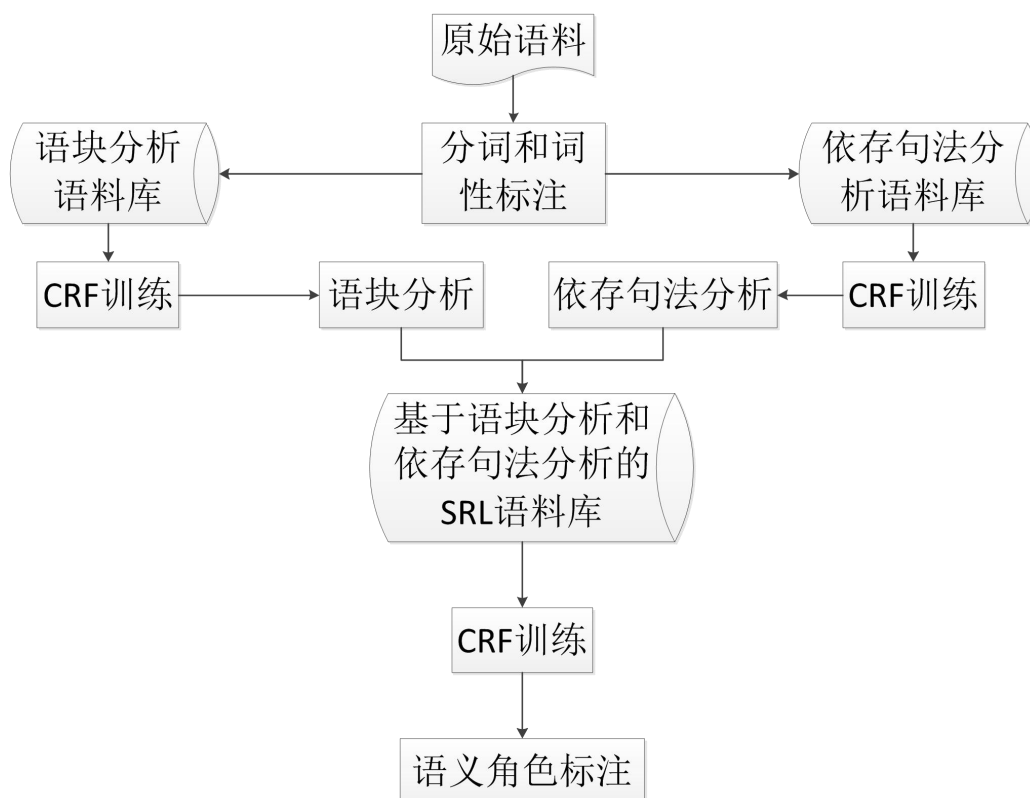 原始语料
语块分析
语料库
分词和词
性标注
依存句法分
析语料库
CRF训练
语块分析
依存句法分析
CRF训练
基于语块分析和
依存句法分析的
SRL语料库
CRF训练
语义角色标注